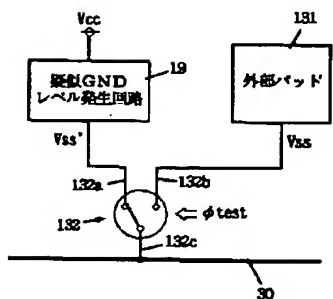 Vcc
131
疑似GND
レベル発生回路
19
外部パッド
Vss'
Vss
132a
132b
132
φtest
132c
30